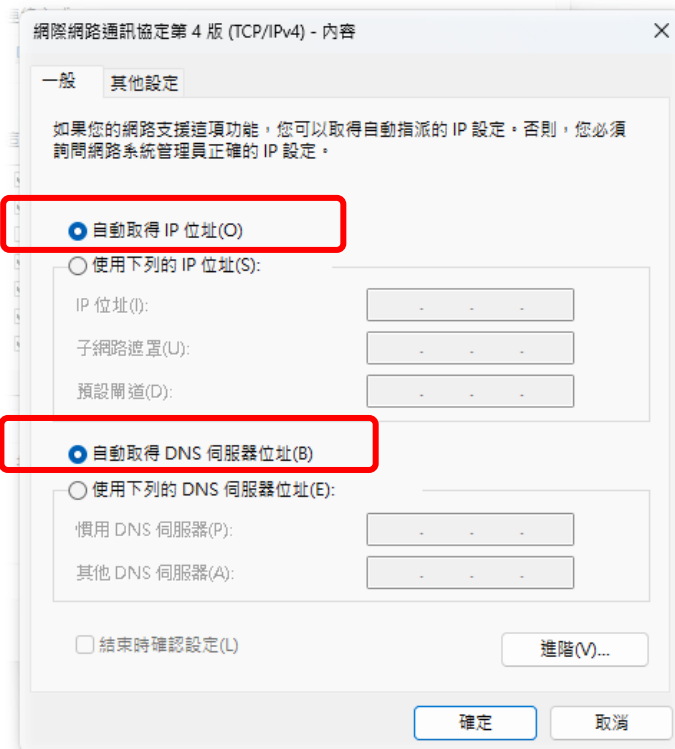 網際網路通訊協定第 4 版 (TCP/IPv4) - 內容
一般
其他設定
如果您的網路支援這項功能，您可以取得自動指派的 IP 設定。否則，您必須
詢問網路系統管理員正確的 IP 設定。
自動取得 IP 位址(O)
使用下列的 IP 位址(S):
IP 位址(I):
子網路遮罩(U):
預設閘道(D):
自動取得 DNS 伺服器位址(B)
使用下列的 DNS 伺服器位址(E):
慣用 DNS 伺服器(P):
其他 DNS 伺服器(A):
結束時確認設定(L)
進階(V)...
確定
取消